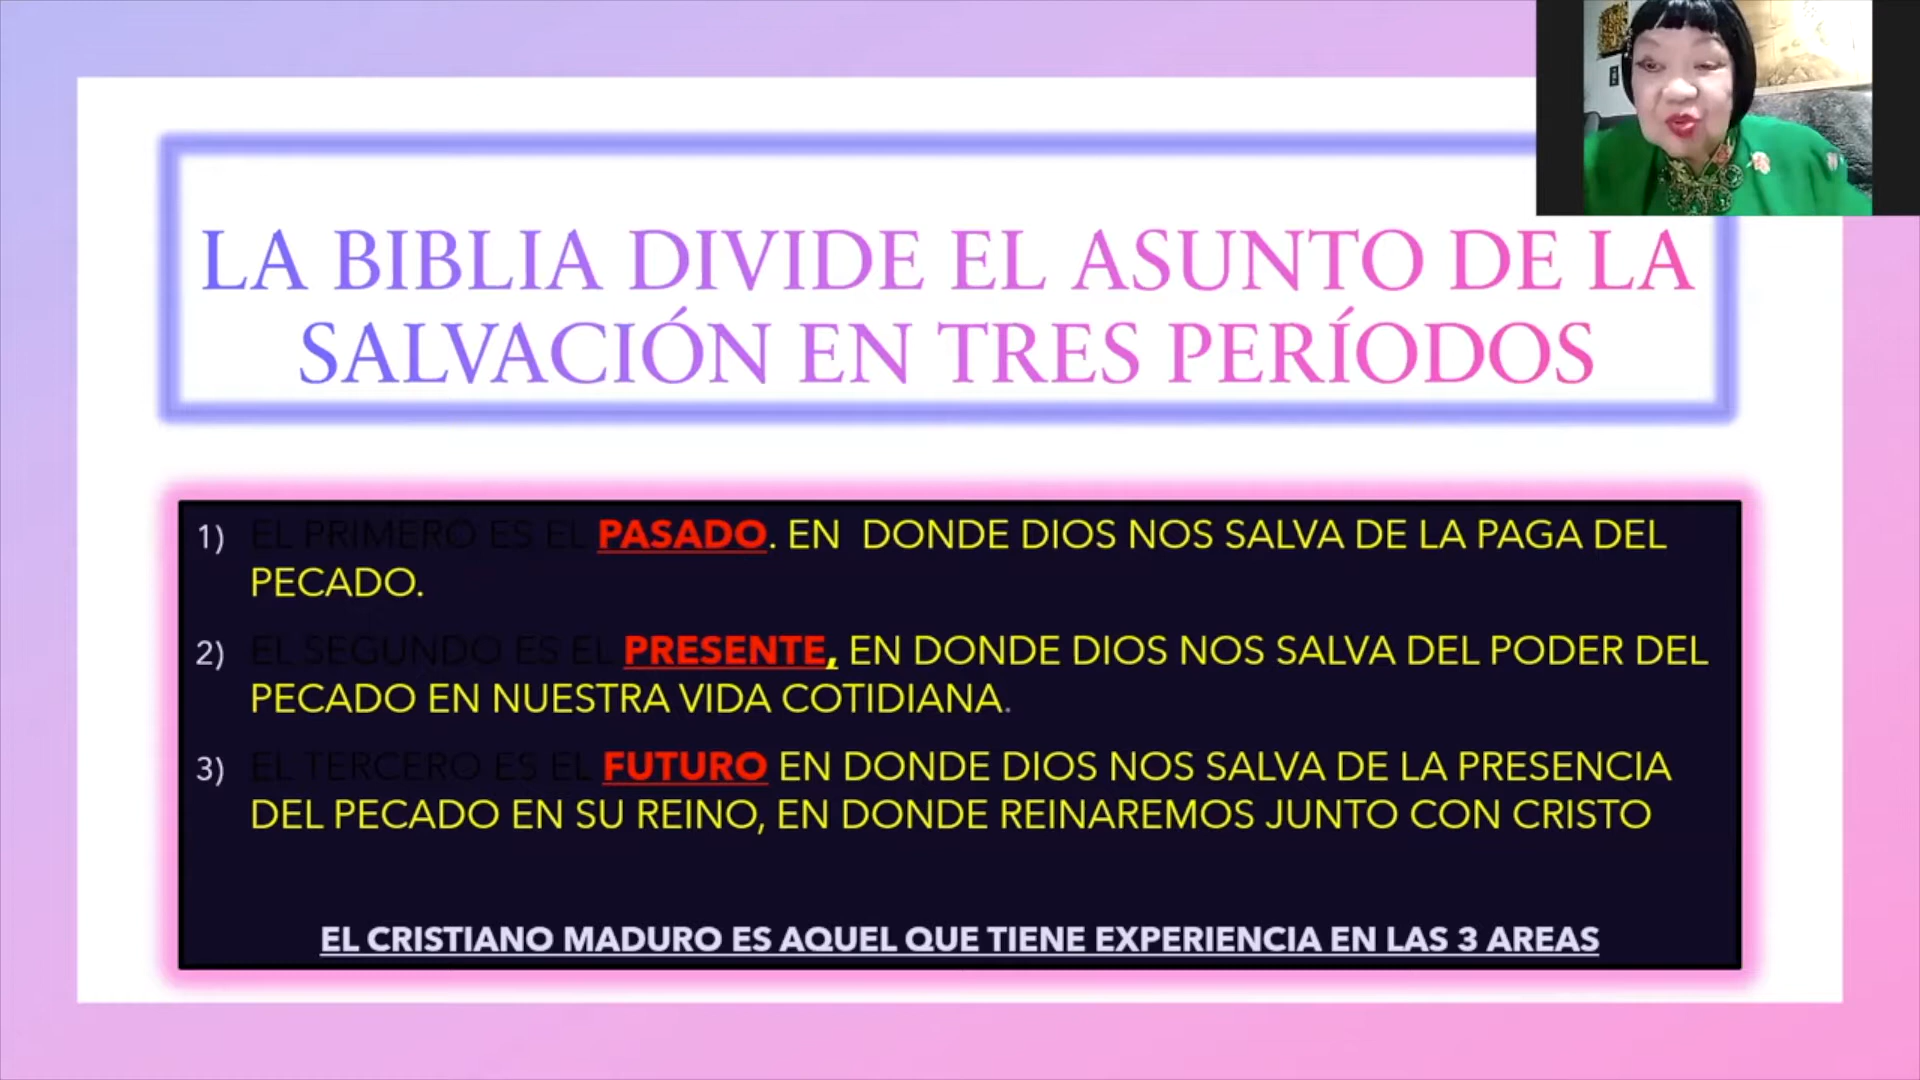 LA BIBLIA DIVIDE EL ASUNTO DE LA
SALVACIÓN EN TRES PERÍODOS
1) EL PRIMERO ES EL PASADO. EN DONDE DIOS NOS SALVA DE LA PAGA DEL
PECADO.
2) EL SEGUNDO ES EL PRESENTE, EN DONDE DIOS NOS SALVA DEL PODER DEL
PECADO EN NUESTRA VIDA COTIDIANA.
3) EL TERCERO ES EL FUTURO EN DONDE DIOS NOS SALVA DE LA PRESENCIA
DEL PECADO EN SU REINO, EN DONDE REINAREMOS JUNTO CON CRISTO
EL CRISTIANO MADURO ES AQUEL QUE TIENE EXPERIENCIA EN LAS 3 AREAS